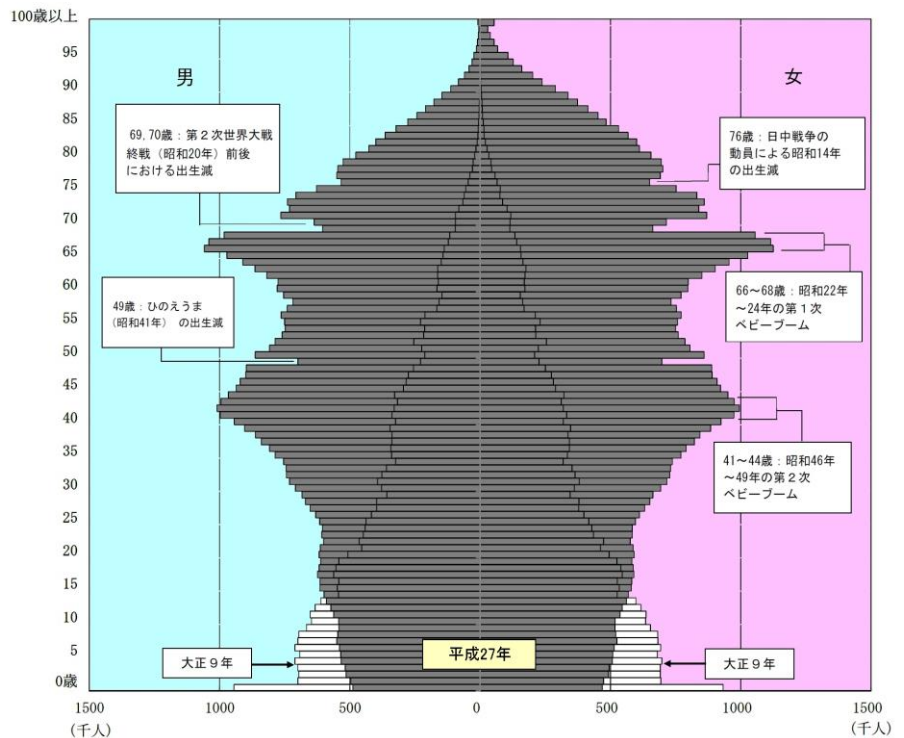 100歳以上
95
90
85
80
75
70
65
60
55
50
45
40
35
30
25
20
15
10
5
0歳
男
女
69,70歳：第２次世界大戦
終戦（昭和20年）前後
における出生減
76歳：日中戦争の
動員による昭和14年
の出生減
49歳：ひのえうま
（昭和41年） の出生減
66～68歳：昭和22年
～24年の第１次
ベビーブーム
41～44歳：昭和46年
～49年の第２次
ベビーブーム
平成27年
大正９年
大正９年
1500 1000 500 0 500 1000 1500
(千人) (千人)